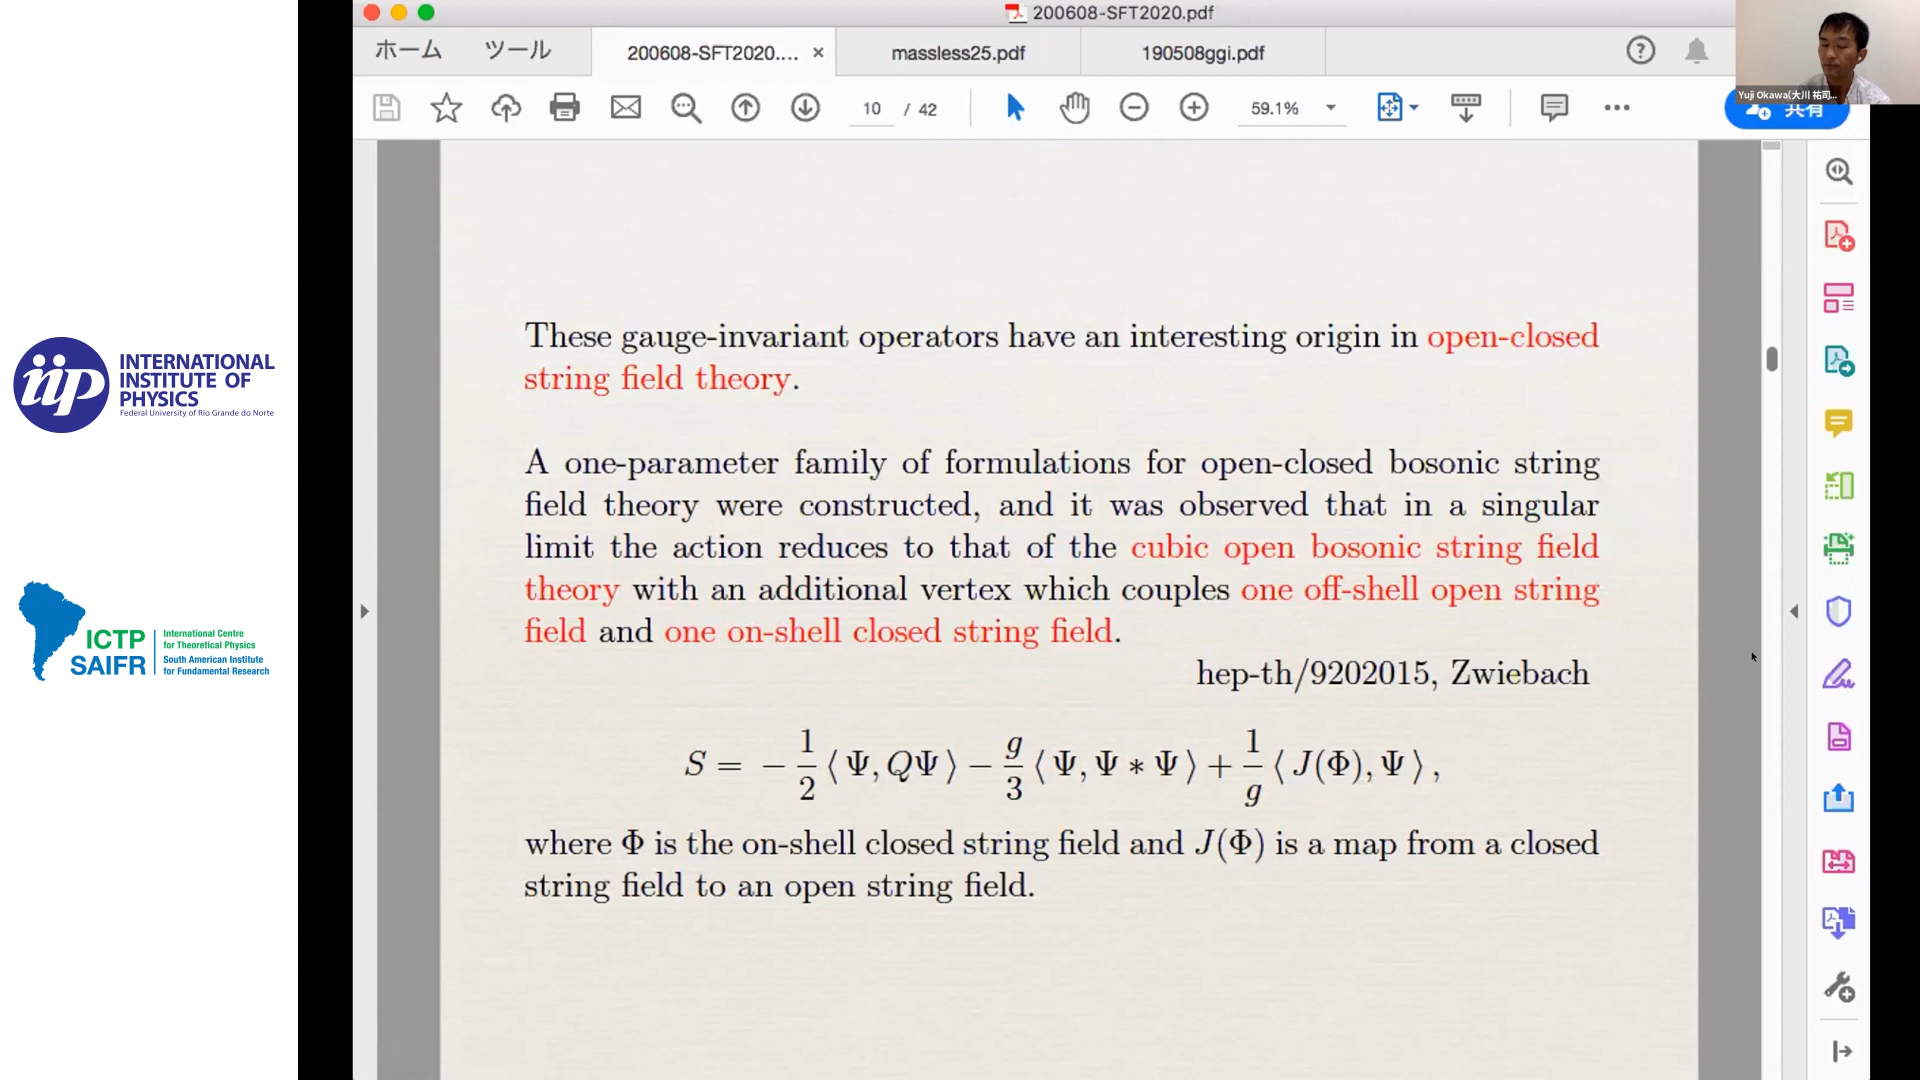 200608-SFT2020.pdf
ホーム ツール 200608-SFT2020.... × massless25.pdf 190508ggi.pdf
10 / 42 59.1% 共有
Yuji Okawa(大川 祐司...
INTERNATIONAL
INSTITUTE OF
PHYSICS
Federal University of Rio Grande do Norte
iip
ICTP
SAIFR
International Centre
for Theoretical Physics
South American Institute
for Fundamental Research
These gauge-invariant operators have an interesting origin in open-closed
string field theory.
A one-parameter family of formulations for open-closed bosonic string
field theory were constructed, and it was observed that in a singular
limit the action reduces to that of the cubic open bosonic string field
theory with an additional vertex which couples one off-shell open string
field and one on-shell closed string field.
hep-th/9202015, Zwiebach
S = − 1/2 ⟨ Ψ, QΨ ⟩ − g/3 ⟨ Ψ, Ψ ∗ Ψ ⟩ + 1/g ⟨ J(Φ), Ψ ⟩ ,
where Φ is the on-shell closed string field and J(Φ) is a map from a closed
string field to an open string field.